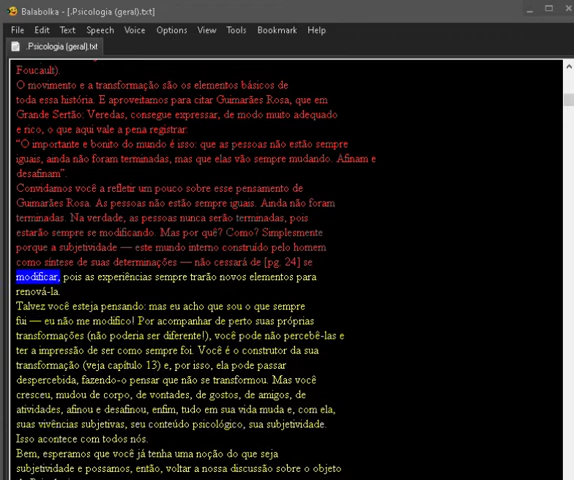 Balabolka - [.Psicologia (geral).txt]
File Edit Text Speech Voice Options View Tools Bookmark Help
.Psicologia (geral).txt
Foucault).
O movimento e a transformação são os elementos básicos de
toda essa história. E aproveitamos para citar Guimarães Rosa, que em
Grande Sertão: Veredas, consegue expressar, de modo muito adequado
e rico, o que aqui vale a pena registrar:
"O importante e bonito do mundo é isso: que as pessoas não estão sempre
iguais, ainda não foram terminadas, mas que elas vão sempre mudando. Afinam e
desafinam".
Convidamos você a refletir um pouco sobre esse pensamento de
Guimarães Rosa. As pessoas não estão sempre iguais. Ainda não foram
terminadas. Na verdade, as pessoas nunca serão terminadas, pois
estarão sempre se modificando. Mas por quê? Como? Simplesmente
porque a subjetividade — este mundo interno construído pelo homem
como síntese de suas determinações — não cessará de [pg. 24] se
modificar, pois as experiências sempre trarão novos elementos para
renová-la.
Talvez você esteja pensando: mas eu acho que sou o que sempre
fui — eu não me modifico! Por acompanhar de perto suas próprias
transformações (não poderia ser diferente!), você pode não percebê-las e
ter a impressão de ser como sempre foi. Você é o construtor da sua
transformação (veja capítulo 13) e, por isso, ela pode passar
despercebida, fazendo-o pensar que não se transformou. Mas você
cresceu, mudou de corpo, de vontades, de gostos, de amigos, de
atividades, afinou e desafinou, enfim, tudo em sua vida muda e, com ela,
suas vivências subjetivas, seu conteúdo psicológico, sua subjetividade.
Isso acontece com todos nós.
Bem, esperamos que você já tenha uma noção do que seja
subjetividade e possamos, então, voltar a nossa discussão sobre o objeto